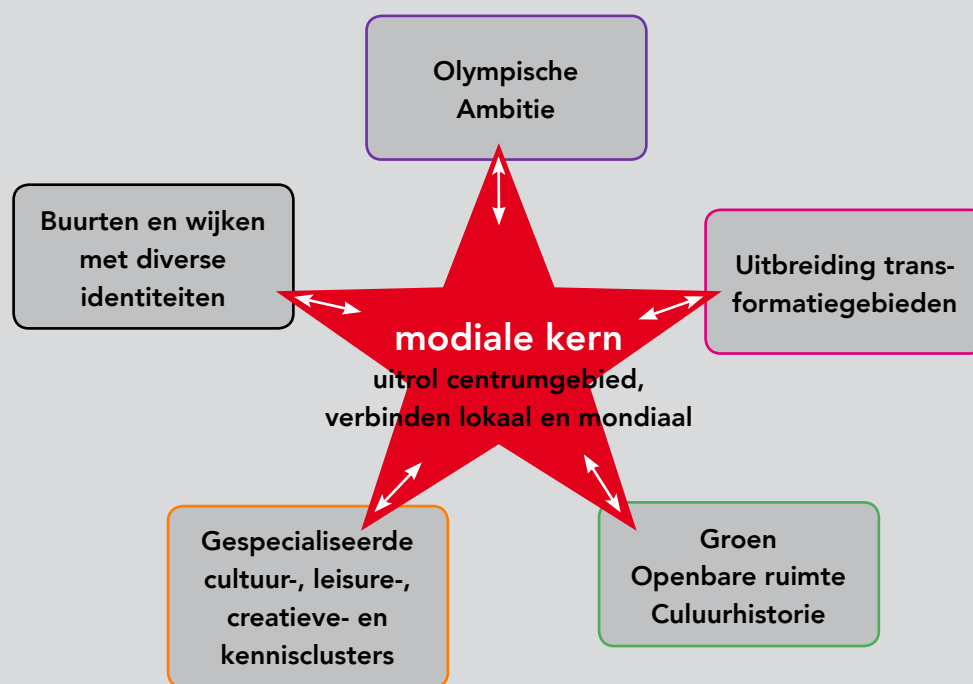 Olympische
Ambitie
Buurten en wijken
met diverse
identiteiten
Uitbreiding trans-
formatiegebieden
modiale kern
uitrol centrumgebied,
verbinden lokaal en mondiaal
Gespecialiseerde
cultuur-, leisure-,
creatieve- en
kennisclusters
Groen
Openbare ruimte
Culuurhistorie